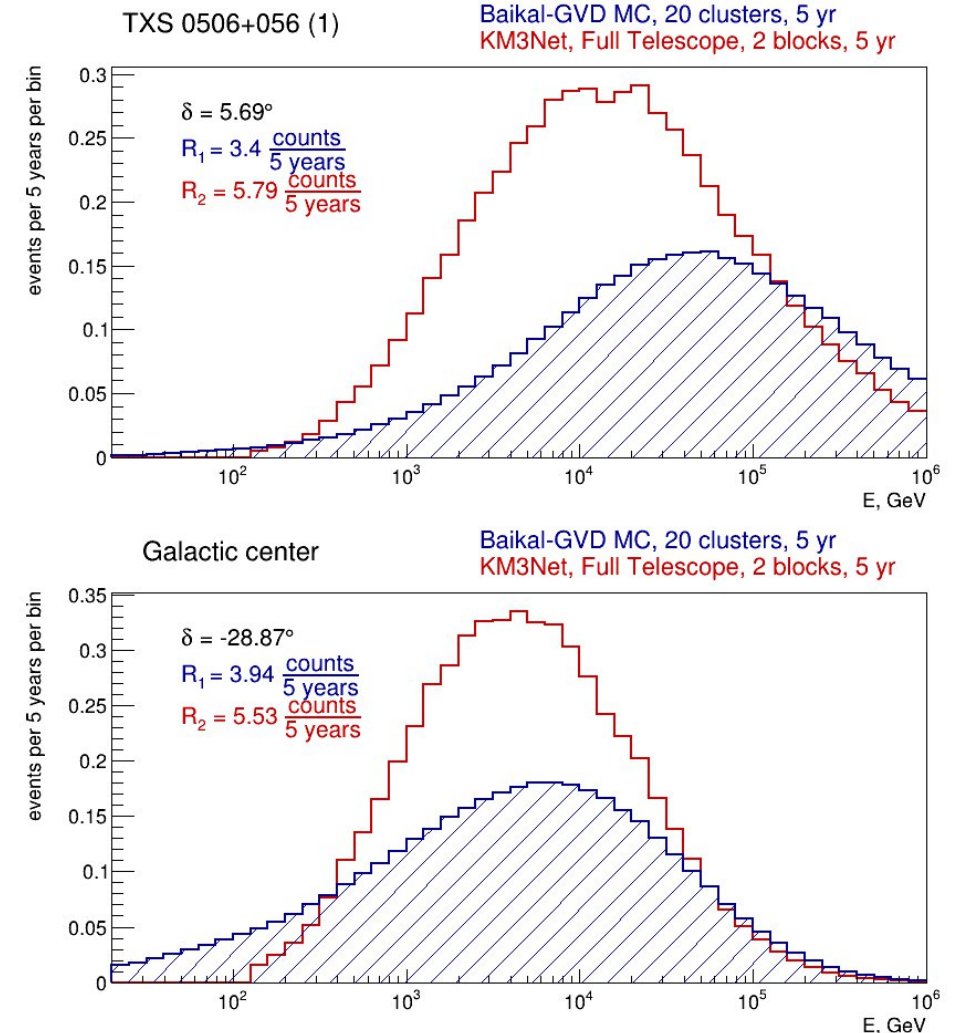 TXS 0506+056 (1)
Baikal-GVD MC, 20 clusters, 5 yr
KM3Net, Full Telescope, 2 blocks, 5 yr
events per 5 years per bin
0.3
0.25
0.2
0.15
0.1
0.05
0
δ = 5.69°
R₁ = 3.4 counts
5 years
R₂ = 5.79 counts
5 years
10² 10³ 10⁴ 10⁵ 10⁶
E, GeV
Galactic center
Baikal-GVD MC, 20 clusters, 5 yr
KM3Net, Full Telescope, 2 blocks, 5 yr
events per 5 years per bin
0.35
0.3
0.25
0.2
0.15
0.1
0.05
0
δ = -28.87°
R₁ = 3.94 counts
5 years
R₂ = 5.53 counts
5 years
10² 10³ 10⁴ 10⁵ 10⁶
E, GeV